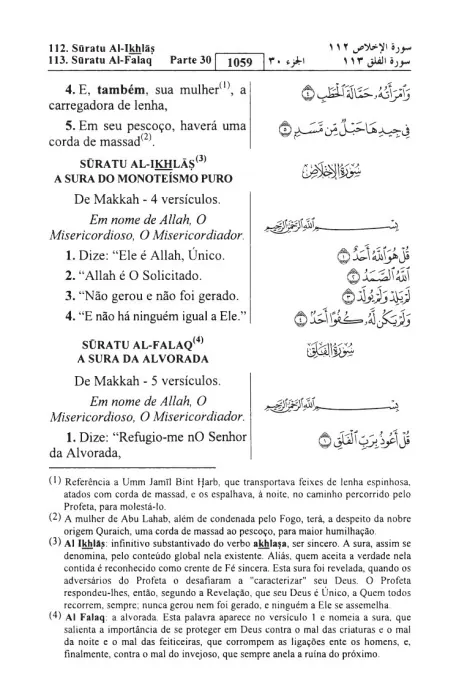 112. Sūratu Al-Ikhlāṣ
113. Sūratu Al-Falaq
Parte 30
1059
الجزء ٣٠
سورة الإخلاص ١١٢
سورة الفلق ١١٣
4. E, também, sua mulher(1), a
carregadora de lenha,
وَٱمۡرَأَتُهُۥ حَمَّالَةَ ٱلۡحَطَبِ ٤
5. Em seu pescoço, haverá uma
corda de massad(2).
فِي جِيدِهَا حَبۡلٞ مِّن مَّسَدِۭ ٥
SŪRATU AL-IKHLĀṢ(3)
A SURA DO MONOTEÍSMO PURO
سُورَةُ الإِخْلَاصِ
De Makkah - 4 versículos.
Em nome de Allah, O
Misericordioso, O Misericordiador.
بِسۡمِ ٱللَّهِ ٱلرَّحۡمَٰنِ ٱلرَّحِيمِ
1. Dize: “Ele é Allah, Único.
قُلۡ هُوَ ٱللَّهُ أَحَدٌ ١
2. “Allah é O Solicitado.
ٱللَّهُ ٱلصَّمَدُ ٢
3. “Não gerou e não foi gerado.
لَمۡ يَلِدۡ وَلَمۡ يُولَدۡ ٣
4. “E não há ninguém igual a Ele.”
وَلَمۡ يَكُن لَّهُۥ كُفُوًا أَحَدُۢ ٤
SŪRATU AL-FALAQ(4)
A SURA DA ALVORADA
سُورَةُ الفَلَقِ
De Makkah - 5 versículos.
Em nome de Allah, O
Misericordioso, O Misericordiador.
بِسۡمِ ٱللَّهِ ٱلرَّحۡمَٰنِ ٱلرَّحِيمِ
1. Dize: “Refugio-me nO Senhor
da Alvorada,
قُلۡ أَعُوذُ بِرَبِّ ٱلۡفَلَقِ ١
(1) Referência a Umm Jamīl Bint Ḥarb, que transportava feixes de lenha espinhosa,
atados com corda de massad, e os espalhava, à noite, no caminho percorrido pelo
Profeta, para molestá-lo.
(2) A mulher de Abu Lahab, além de condenada pelo Fogo, terá, a despeito da nobre
origem Quraich, uma corda de massad ao pescoço, para maior humilhação.
(3) Al Ikhlāṣ: infinitivo substantivado do verbo akhlaṣa, ser sincero. A sura, assim se
denomina, pelo conteúdo global nela existente. Aliás, quem aceita a verdade nela
contida é reconhecido como crente de Fé sincera. Esta sura foi revelada, quando os
adversários do Profeta o desafiaram a "caracterizar" seu Deus. O Profeta
respondeu-lhes, então, segundo a Revelação, que seu Deus é Único, a Quem todos
recorrem, sempre; nunca gerou nem foi gerado, e ninguém a Ele se assemelha.
(4) Al Falaq: a alvorada. Esta palavra aparece no versículo 1 e nomeia a sura, que
salienta a importância de se proteger em Deus contra o mal das criaturas e o mal
da noite e o mal das feiticeiras, que corrompem as ligações ente os homens, e,
finalmente, contra o mal do invejoso, que sempre anela a ruína do próximo.